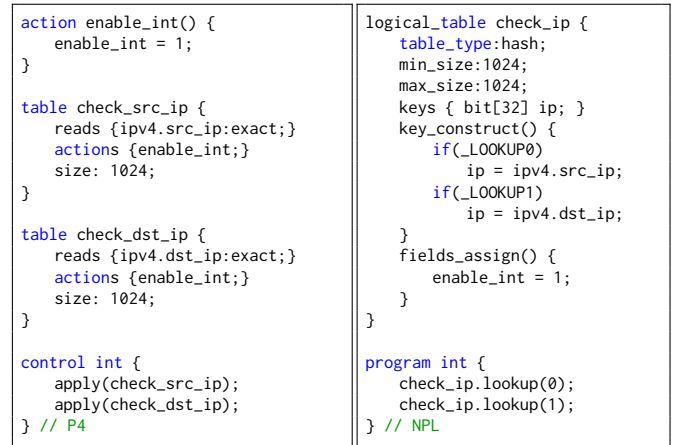 action enable_int() {
    enable_int = 1;
}

table check_src_ip {
    reads {ipv4.src_ip:exact;}
    actions {enable_int;}
    size: 1024;
}

table check_dst_ip {
    reads {ipv4.dst_ip:exact;}
    actions {enable_int;}
    size: 1024;
}

control int {
    apply(check_src_ip);
    apply(check_dst_ip);
} // P4

logical_table check_ip {
    table_type:hash;
    min_size:1024;
    max_size:1024;
    keys { bit[32] ip; }
    key_construct() {
        if(_LOOKUP0)
            ip = ipv4.src_ip;
        if(_LOOKUP1)
            ip = ipv4.dst_ip;
    }
    fields_assign() {
        enable_int = 1;
    }
}

program int {
    check_ip.lookup(0);
    check_ip.lookup(1);
} // NPL